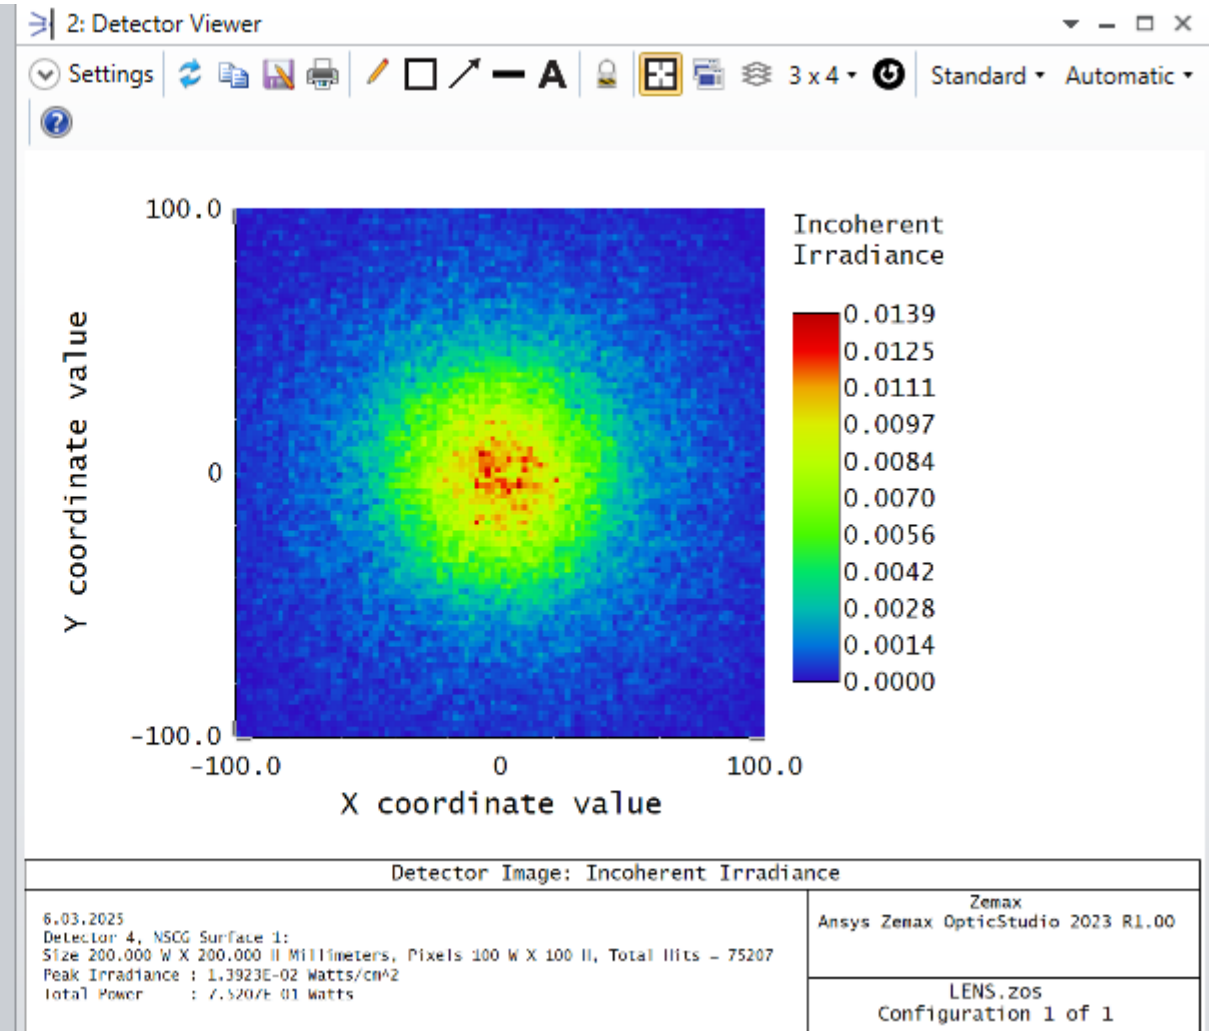 2: Detector Viewer
Settings
A
3 x 4
Standard
Automatic
?
100.0
0
-100.0
Y coordinate value
-100.0
0
100.0
X coordinate value
Incoherent
Irradiance
0.0139
0.0125
0.0111
0.0097
0.0084
0.0070
0.0056
0.0042
0.0028
0.0014
0.0000
Detector Image: Incoherent Irradiance
6.03.2025
Detector 4, NSCG Surface 1:
Size 200.000 W X 200.000 H Millimeters, Pixels 100 W X 100 H, Total Hits = 75207
Peak Irradiance : 1.3923E-02 Watts/cm^2
Total Power : 7.5207E-01 Watts
Zemax
Ansys Zemax OpticStudio 2023 R1.00
LENS.zos
Configuration 1 of 1